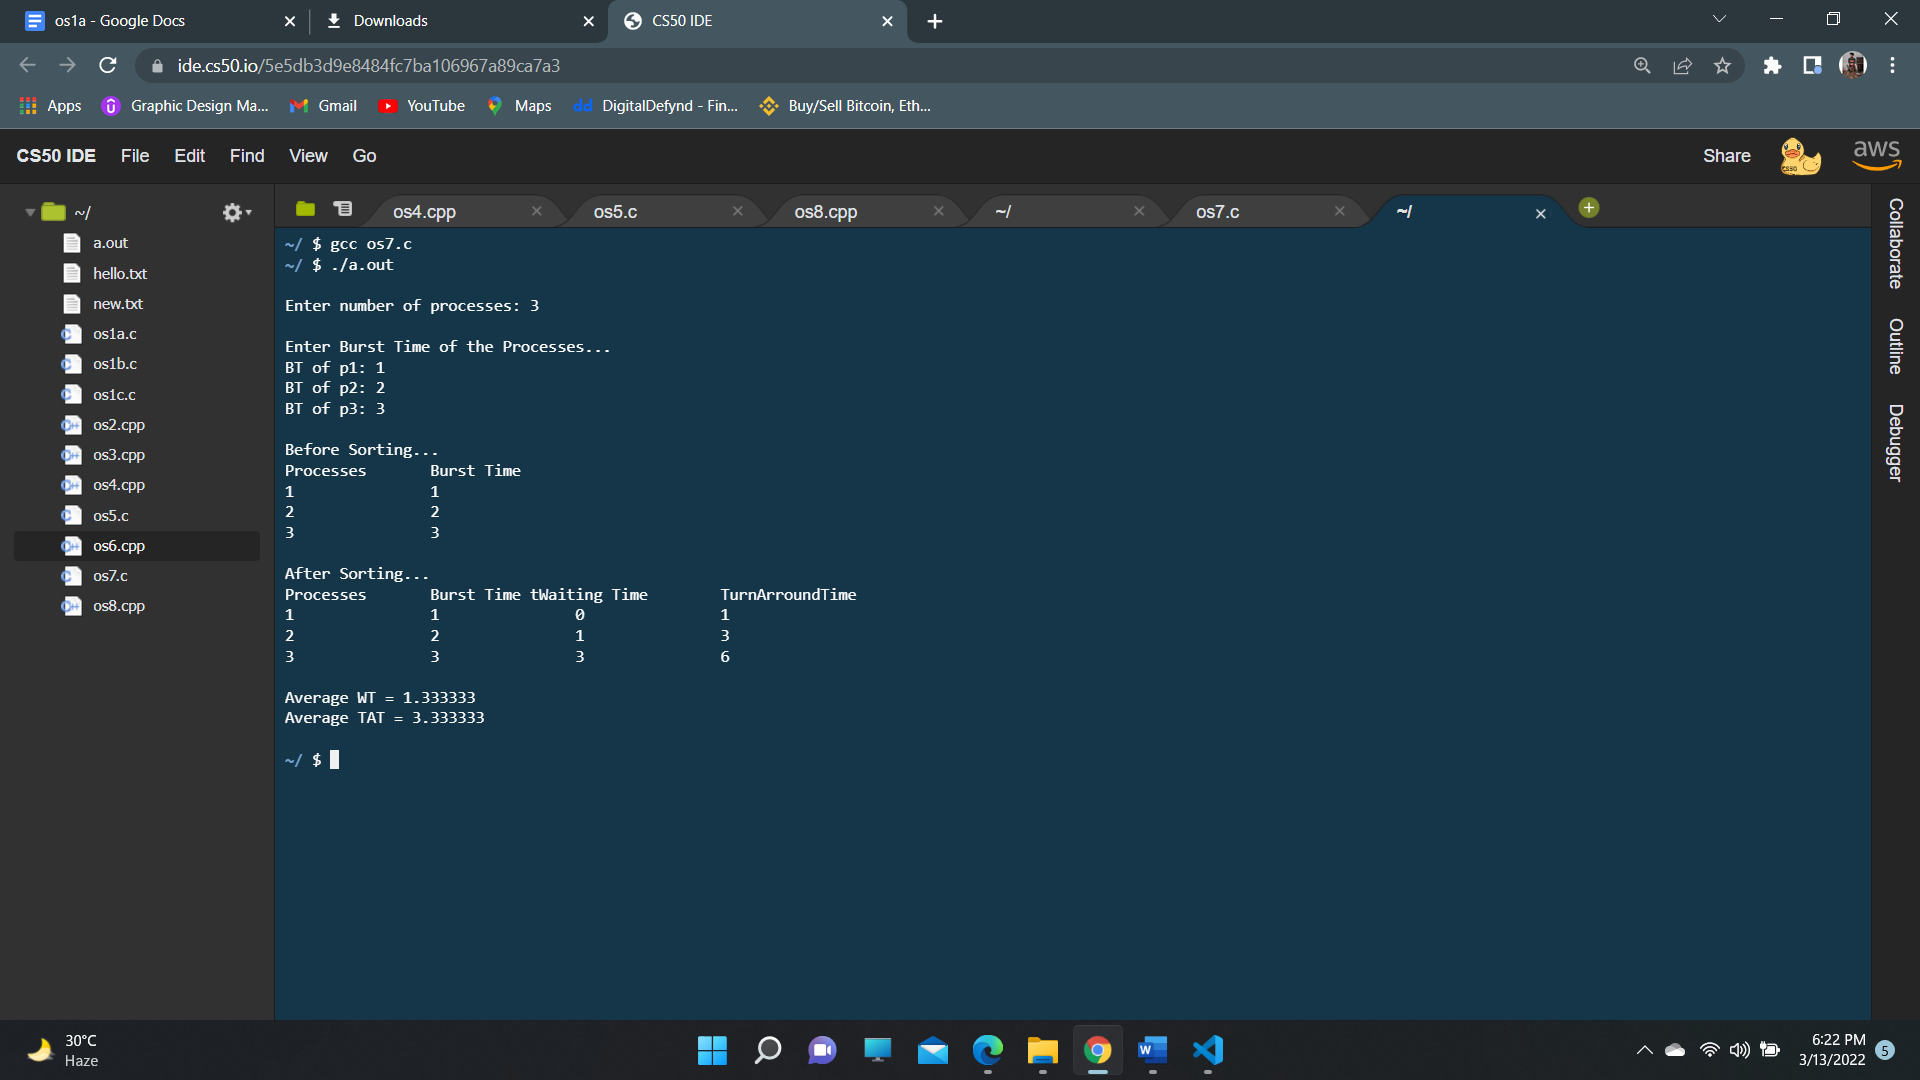 os1a - Google Docs
Downloads
CS50 IDE
ide.cs50.io/5e5db3d9e8484fc7ba106967a89ca7a3
Apps
Graphic Design Ma...
Gmail
YouTube
Maps
dd DigitalDefynd - Fin...
Buy/Sell Bitcoin, Eth...
CS50 IDE File Edit Find View Go
Share
CS50
aws
~/
a.out
hello.txt
new.txt
os1a.c
os1b.c
os1c.c
os2.cpp
os3.cpp
os4.cpp
os5.c
os6.cpp
os7.c
os8.cpp
os4.cpp
os5.c
os8.cpp
~/
os7.c
~/
~/ $ gcc os7.c
~/ $ ./a.out
Enter number of processes: 3
Enter Burst Time of the Processes...
BT of p1: 1
BT of p2: 2
BT of p3: 3
Before Sorting...
Processes Burst Time
1 1
2 2
3 3
After Sorting...
Processes Burst Time tWaiting Time TurnArroundTime
1 1 0 1
2 2 1 3
3 3 3 6
Average WT = 1.333333
Average TAT = 3.333333
~/ $
Collaborate
Outline
Debugger
30°C
Haze
W
6:22 PM
3/13/2022
5